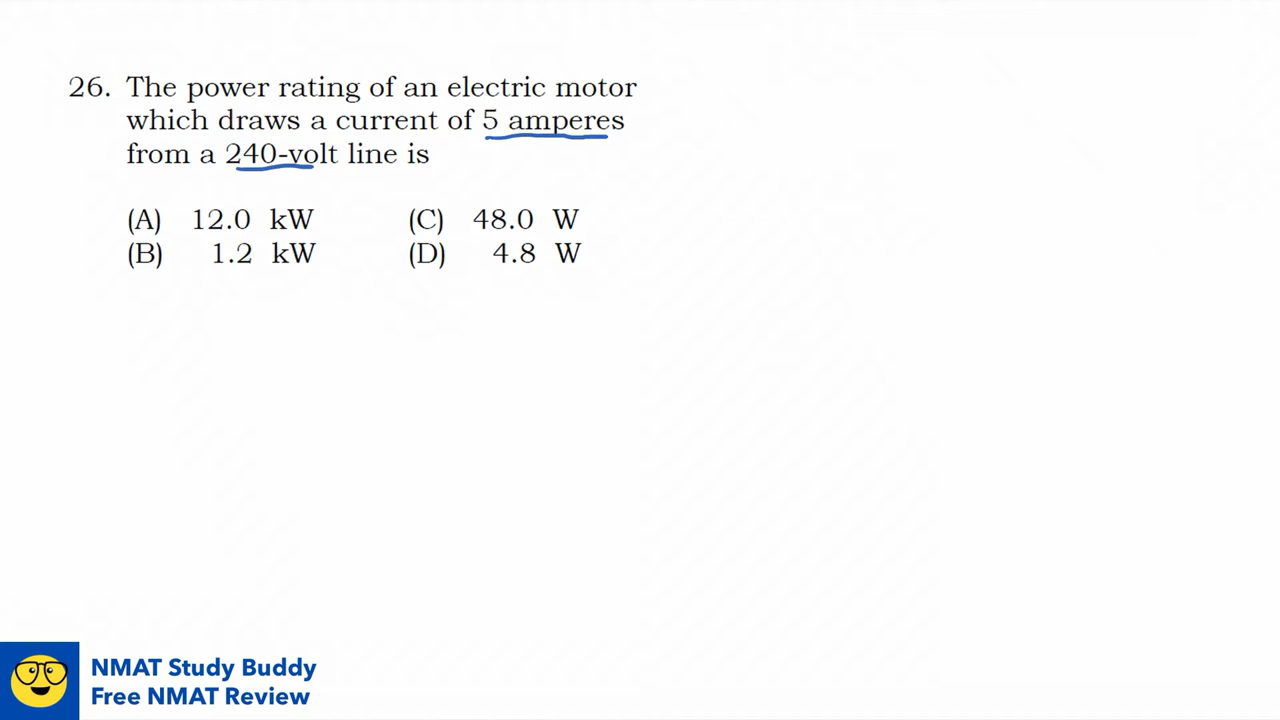 26. The power rating of an electric motor
which draws a current of 5 amperes
from a 240-volt line is
(A) 12.0 kW (C) 48.0 W
(B) 1.2 kW (D) 4.8 W
NMAT Study Buddy
Free NMAT Review